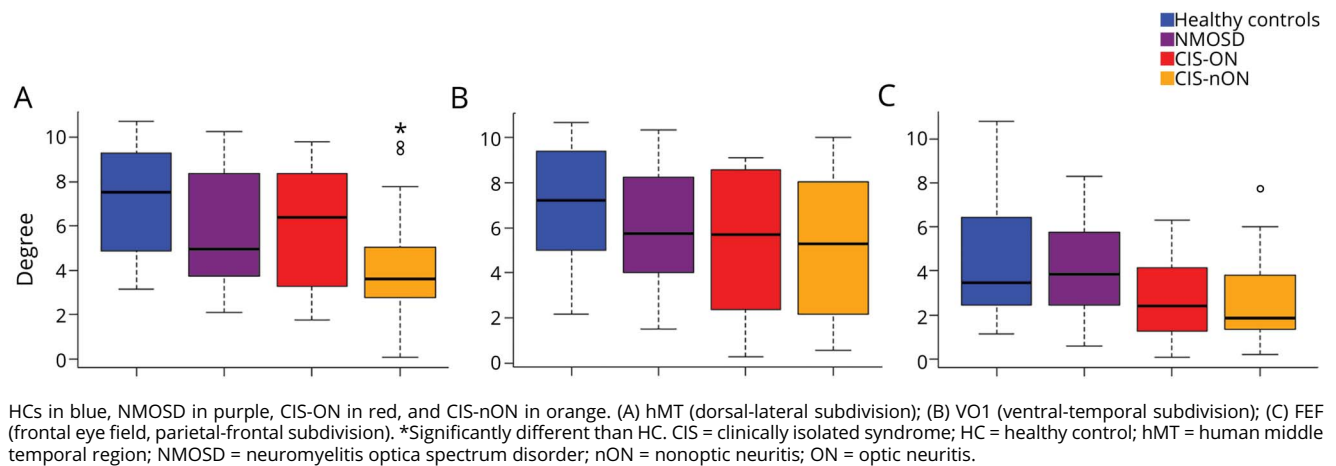 Healthy controls
NMOSD
CIS-ON
CIS-nON
A
B
C
Degree
10
8
6
4
2
0
*
10
8
6
4
2
0
10
8
6
4
2
0
HCs in blue, NMOSD in purple, CIS-ON in red, and CIS-nON in orange. (A) hMT (dorsal-lateral subdivision); (B) VO1 (ventral-temporal subdivision); (C) FEF
(frontal eye field, parietal-frontal subdivision). *Significantly different than HC. CIS = clinically isolated syndrome; HC = healthy control; hMT = human middle
temporal region; NMOSD = neuromyelitis optica spectrum disorder; nON = nonoptic neuritis; ON = optic neuritis.